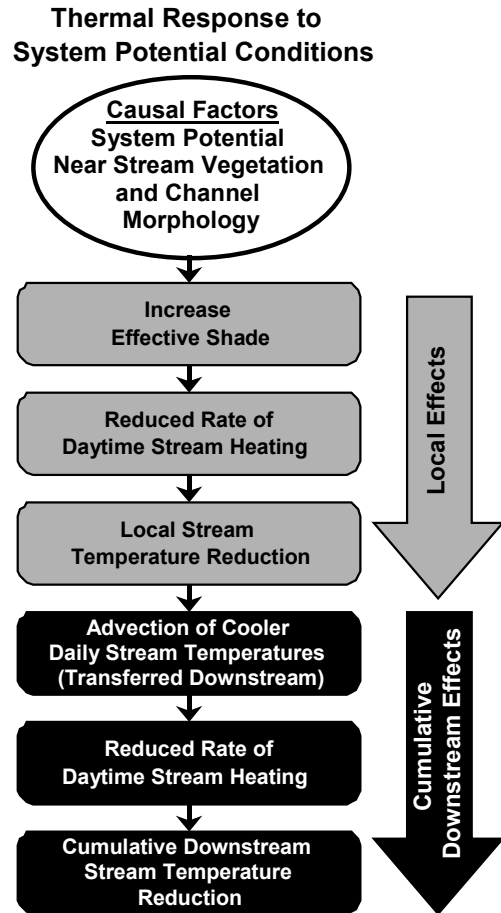 Thermal Response to
System Potential Conditions
Causal Factors
System Potential
Near Stream Vegetation
and Channel
Morphology
Increase
Effective Shade
Reduced Rate of
Daytime Stream Heating
Local Stream
Temperature Reduction
Local Effects
Advection of Cooler
Daily Stream Temperatures
(Transferred Downstream)
Reduced Rate of
Daytime Stream Heating
Cumulative Downstream
Stream Temperature
Reduction
Cumulative
Downstream Effects